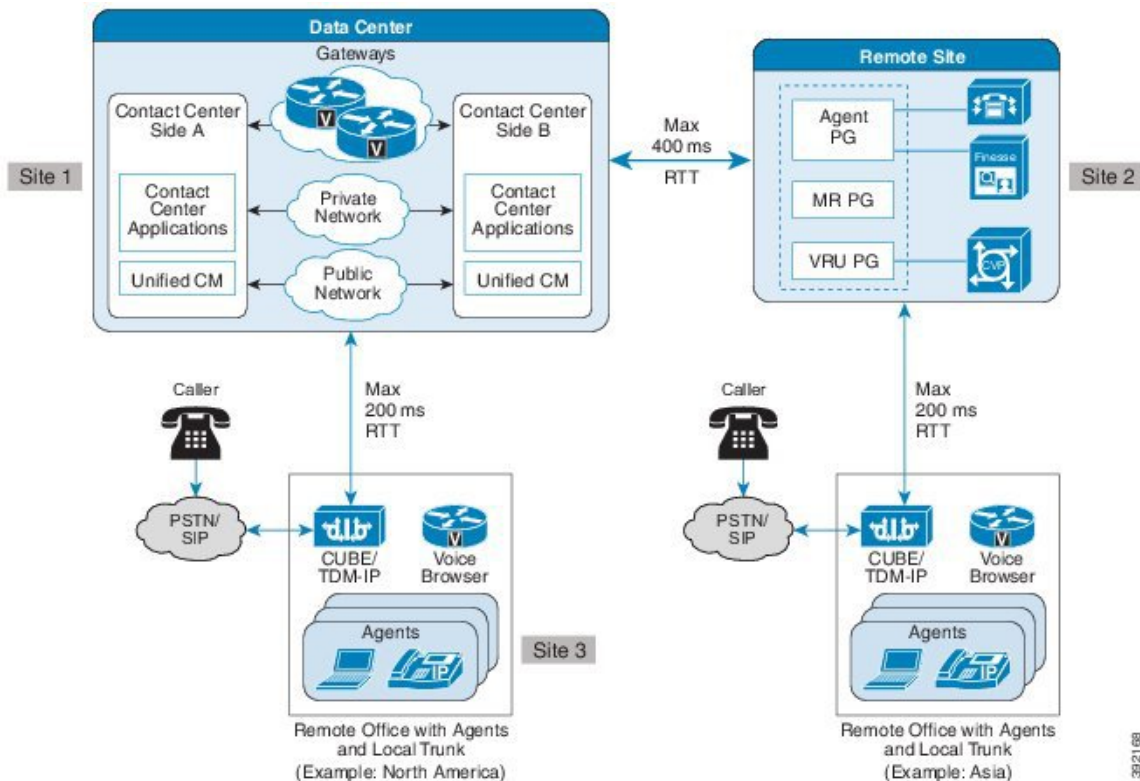 Data Center
Gateways
Contact Center
Side A
V
V
Contact Center
Side B
Contact
Center
Applications
Private
Network
Contact
Center
Applications
Unified CM
Public
Network
Unified CM
Site 1
Max
400 ms
RTT
Remote Site
Agent
PG
Finesse
MR PG
VRU PG
CVP
Site 2
Caller
Max
200 ms
RTT
PSTN/
SIP
CUBE/
TDM-IP
V
Voice
Browser
Agents
IP
Site 3
Remote Office with Agents
and Local Trunk
(Example: North America)
Caller
Max
200 ms
RTT
PSTN/
SIP
CUBE/
TDM-IP
V
Voice
Browser
Agents
IP
Remote Office with Agents
and Local Trunk
(Example: Asia)
392168